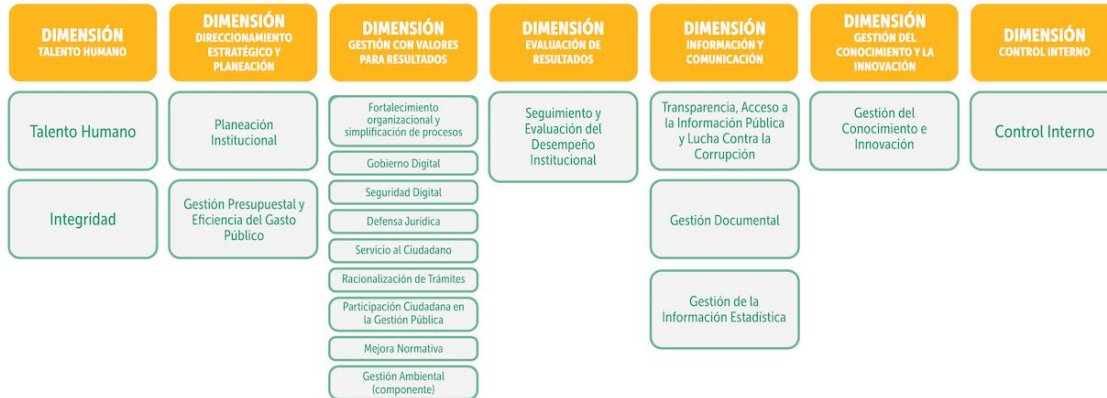 DIMENSIÓN
TALENTO HUMANO
Talento Humano
Integridad
DIMENSIÓN
DIRECCIONAMIENTO
ESTRATÉGICO Y
PLANEACIÓN
Planeación
Institucional
Gestión Presupuestal y
Eficiencia del Gasto
Público
DIMENSIÓN
GESTIÓN CON VALORES
PARA RESULTADOS
Fortalecimiento
organizacional y
simplificación de procesos
Gobierno Digital
Seguridad Digital
Defensa Jurídica
Servicio al Ciudadano
Racionalización de Trámites
Participación Ciudadana en
la Gestión Pública
Mejora Normativa
Gestión Ambiental
(componente)
DIMENSIÓN
EVALUACIÓN DE
RESULTADOS
Seguimiento y
Evaluación del
Desempeño
Institucional
DIMENSIÓN
INFORMACIÓN Y
COMUNICACIÓN
Transparencia, Acceso a
la Información Pública
y Lucha Contra la
Corrupción
Gestión Documental
Gestión de la
Información Estadística
DIMENSIÓN
GESTIÓN DEL
CONOCIMIENTO Y LA
INNOVACIÓN
Gestión del
Conocimiento e
Innovación
DIMENSIÓN
CONTROL INTERNO
Control Interno